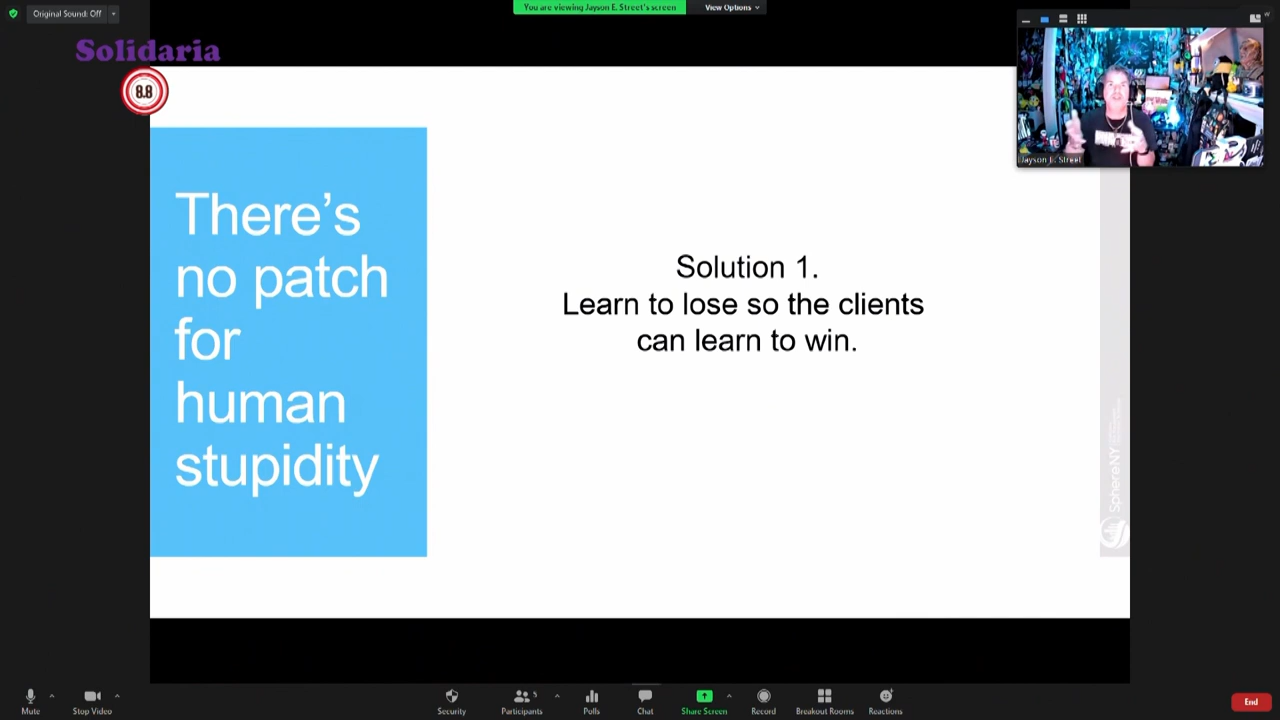 Original Sound: Off
You are viewing Jayson E. Street's screen
View Options
Solidaria
8.8
Jayson E. Street
There's
no patch
for
human
stupidity
Solution 1.
Learn to lose so the clients
can learn to win.
SphereNY
Mute
Stop Video
Security
Participants
5
Polls
Chat
Share Screen
Record
Breakout Rooms
Reactions
End